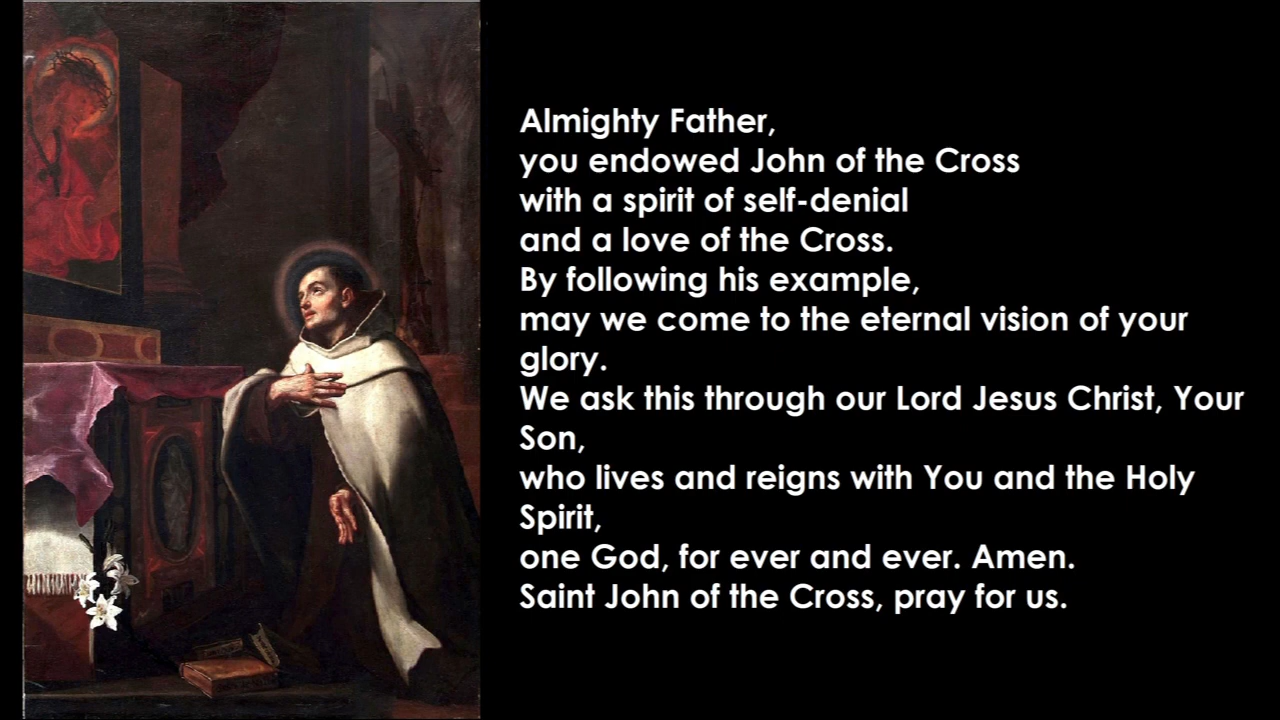 Almighty Father,
you endowed John of the Cross
with a spirit of self-denial
and a love of the Cross.
By following his example,
may we come to the eternal vision of your
glory.
We ask this through our Lord Jesus Christ, Your
Son,
who lives and reigns with You and the Holy
Spirit,
one God, for ever and ever. Amen.
Saint John of the Cross, pray for us.